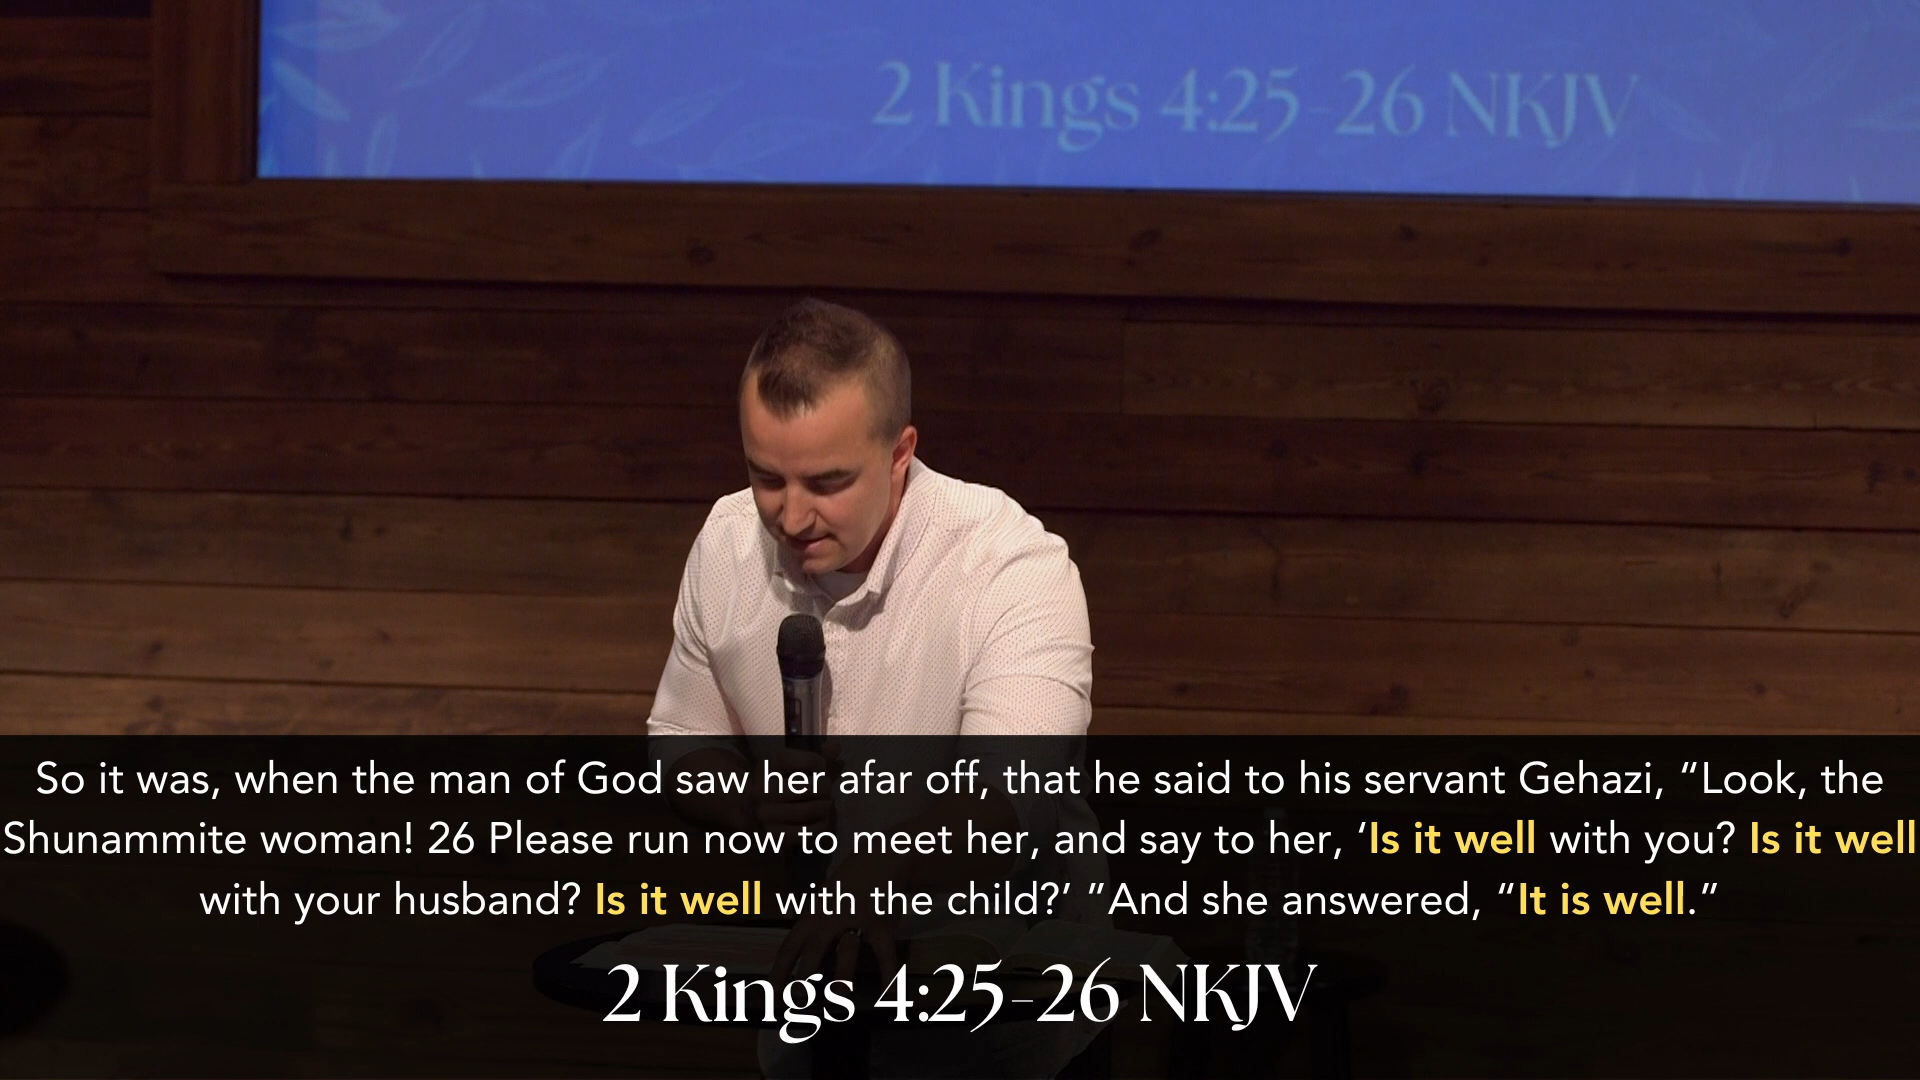 2 Kings 4:25-26 NKJV
So it was, when the man of God saw her afar off, that he said to his servant Gehazi, “Look, the
Shunammite woman! 26 Please run now to meet her, and say to her, ‘Is it well with you? Is it well
with your husband? Is it well with the child?’ ”And she answered, “It is well.”
2 Kings 4:25-26 NKJV